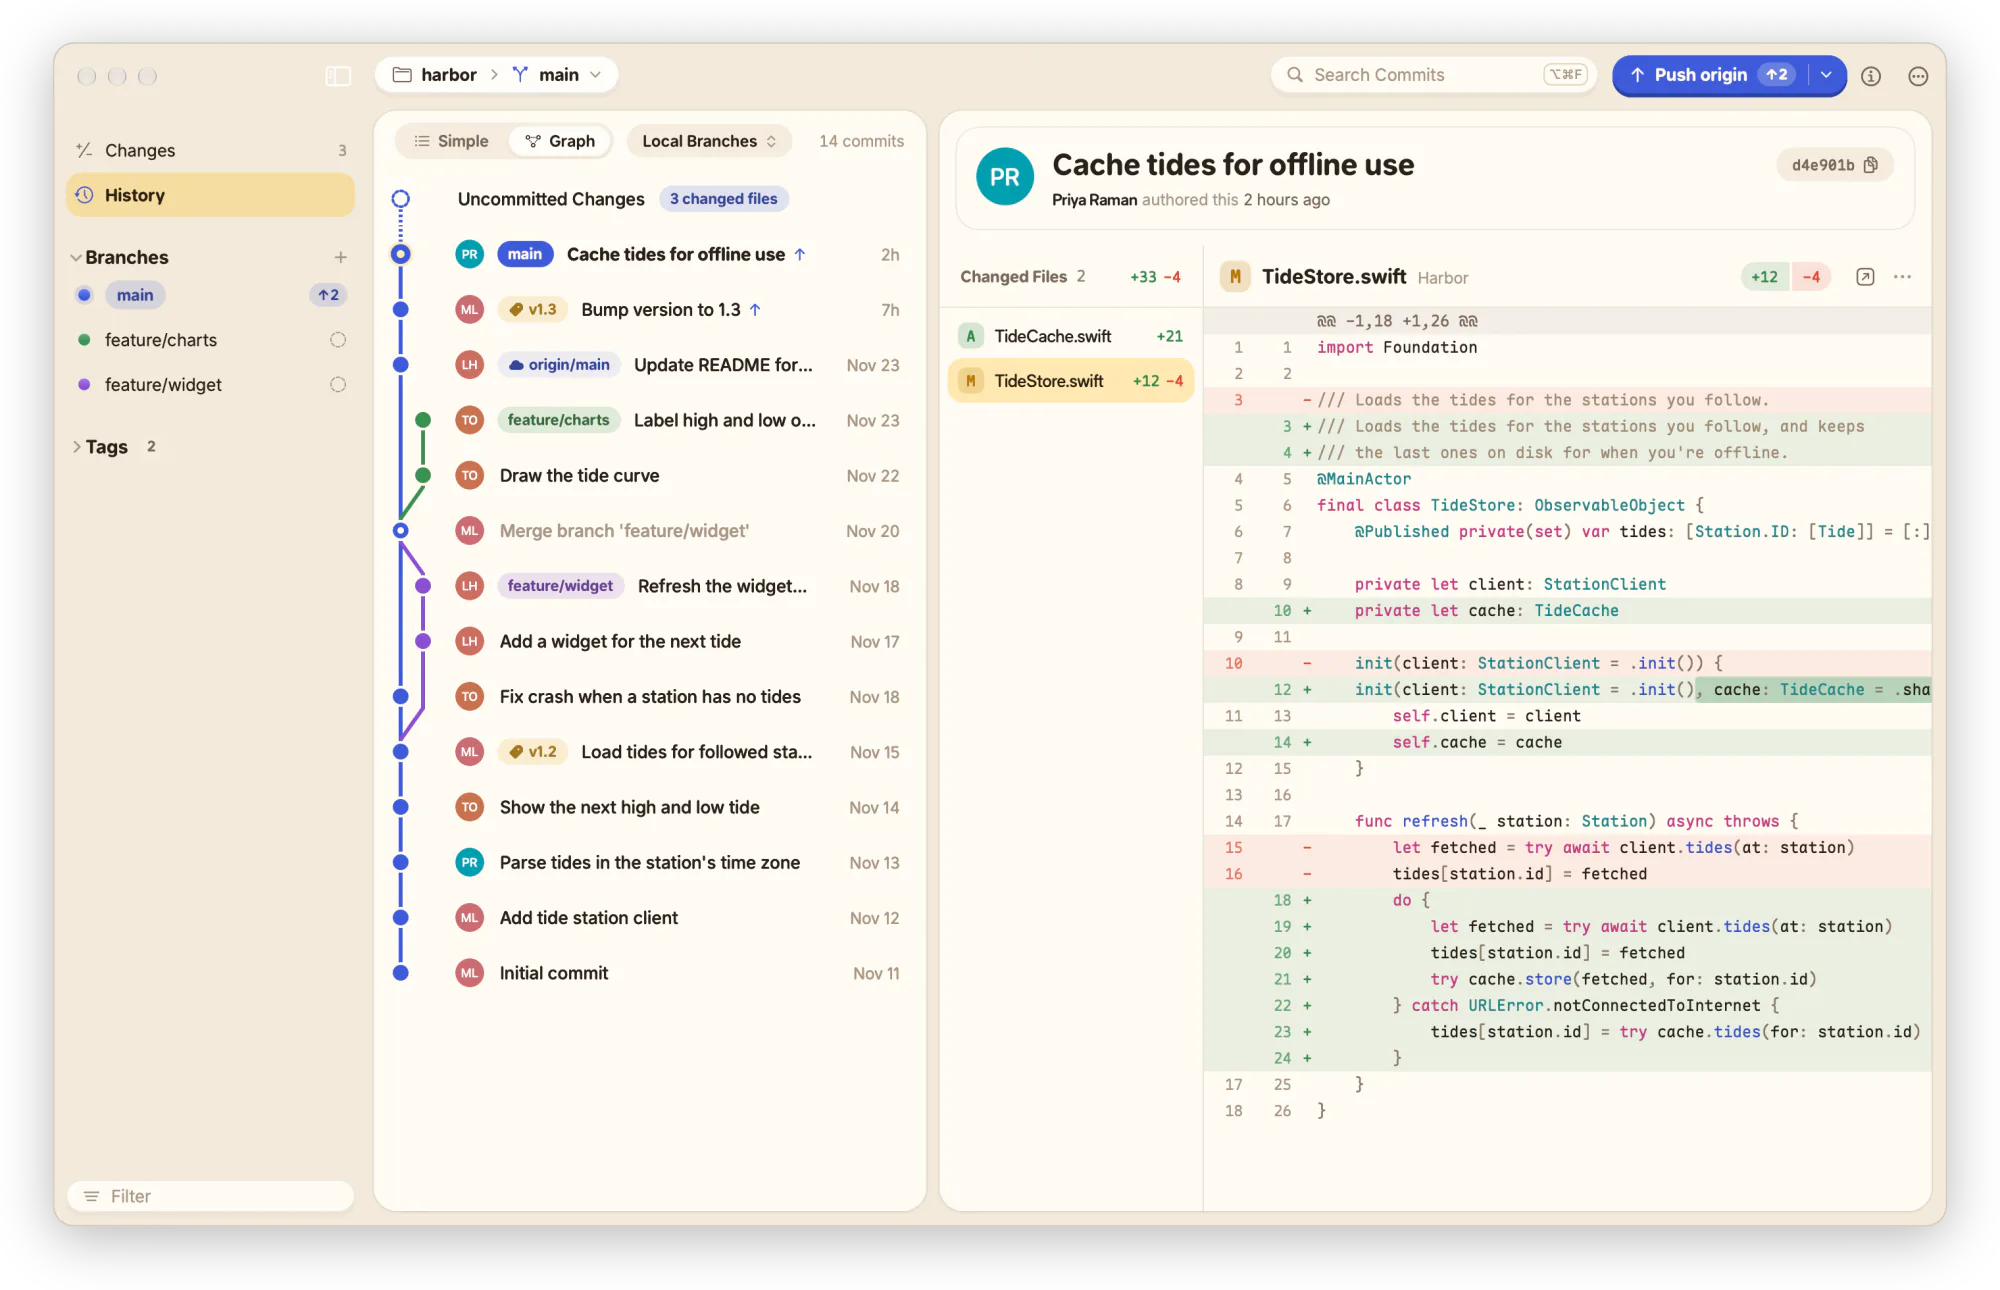 harbor
main
Search Commits
⌥⌘F
Push origin ↑2
Changes 3
History
Branches
main ↑2
feature/charts
feature/widget
Tags 2
Filter
Simple
Graph
Local Branches
14 commits
Uncommitted Changes 3 changed files
PR main Cache tides for offline use ↑ 2h
ML v1.3 Bump version to 1.3 ↑ 7h
LH origin/main Update README for... Nov 23
TO feature/charts Label high and low o... Nov 23
TO Draw the tide curve Nov 22
ML Merge branch 'feature/widget' Nov 20
LH feature/widget Refresh the widget... Nov 18
LH Add a widget for the next tide Nov 17
TO Fix crash when a station has no tides Nov 18
ML v1.2 Load tides for followed sta... Nov 15
TO Show the next high and low tide Nov 14
PR Parse tides in the station's time zone Nov 13
ML Add tide station client Nov 12
ML Initial commit Nov 11
PR
Cache tides for offline use
Priya Raman authored this 2 hours ago
d4e901b
Changed Files 2 +33 −4
A TideCache.swift +21
M TideStore.swift +12 −4
M TideStore.swift Harbor +12 −4
@@ -1,18 +1,26 @@
1 1 import Foundation
2 2
3 - /// Loads the tides for the stations you follow.
3 + /// Loads the tides for the stations you follow, and keeps
4 + /// the last ones on disk for when you're offline.
4 5 @MainActor
5 6 final class TideStore: ObservableObject {
6 7 @Published private(set) var tides: [Station.ID: [Tide]] = [:]
7 8
8 9 private let client: StationClient
10 + private let cache: TideCache
9 11
10 - init(client: StationClient = .init()) {
12 + init(client: StationClient = .init(), cache: TideCache = .sha
11 13 self.client = client
14 + self.cache = cache
12 15 }
13 16
14 17 func refresh(_ station: Station) async throws {
15 - let fetched = try await client.tides(at: station)
16 - tides[station.id] = fetched
18 + do {
19 + let fetched = try await client.tides(at: station)
20 + tides[station.id] = fetched
21 + try cache.store(fetched, for: station.id)
22 + } catch URLError.notConnectedToInternet {
23 + tides[station.id] = try cache.tides(for: station.id)
24 + }
17 25 }
18 26 }